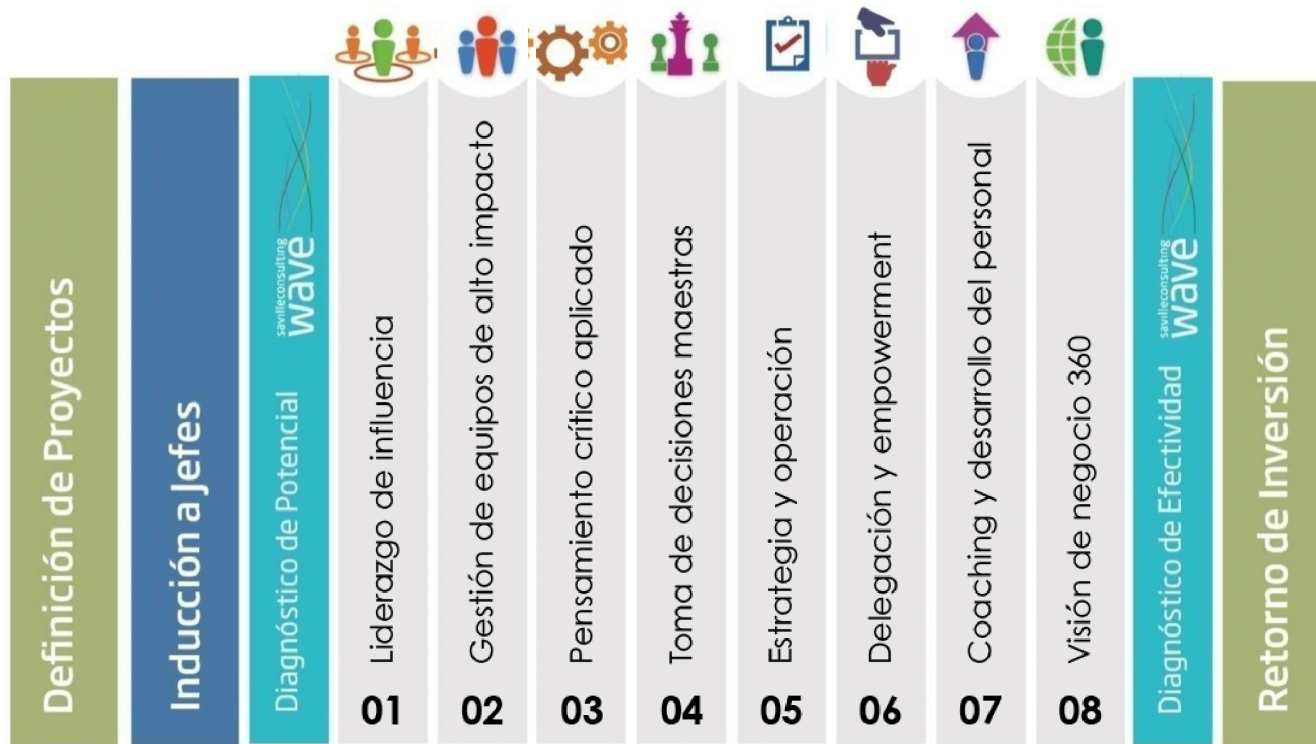 Definición de Proyectos
Inducción a Jefes
Diagnóstico de Potencial
savilleconsulting
wave
Liderazgo de influencia
01
Gestión de equipos de alto impacto
02
Pensamiento crítico aplicado
03
Toma de decisiones maestras
04
Estrategia y operación
05
Delegación y empowerment
06
Coaching y desarrollo del personal
07
Visión de negocio 360
08
Diagnóstico de Efectividad
savilleconsulting
wave
Retorno de Inversión